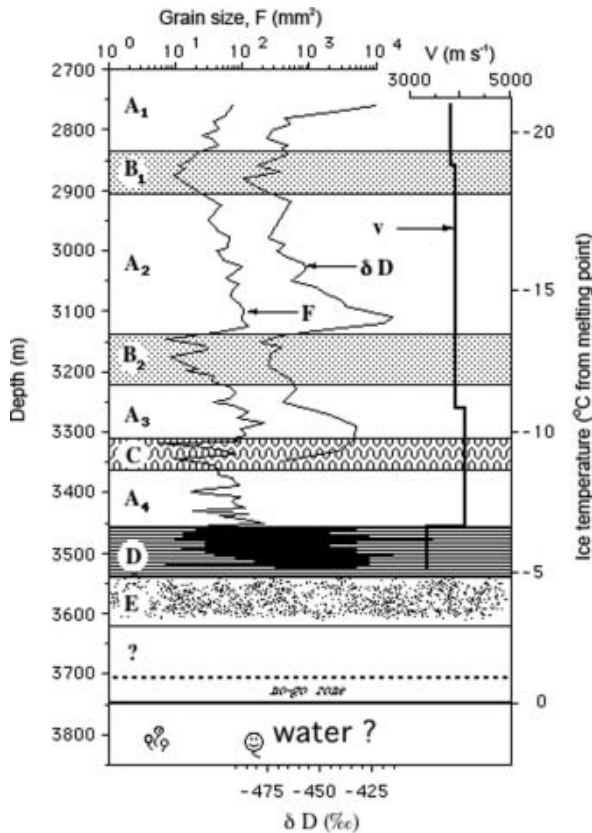 Grain size, F (mm²)
10⁰ 10¹ 10² 10³ 10⁴ V (m s⁻¹)
3000 5000
2700
A₁
2800
-20
B₁
2900
v
3000
A₂
δ D
-15
3100
F
B₂
3200
A₃
3300
-10
C
3400
A₄
3500
D
-5
E
3600
?
3700
no-go zone
0
water ?
3800
Depth (m)
Ice temperature (°C from melting point)
-475 -450 -425
δ D (‰)